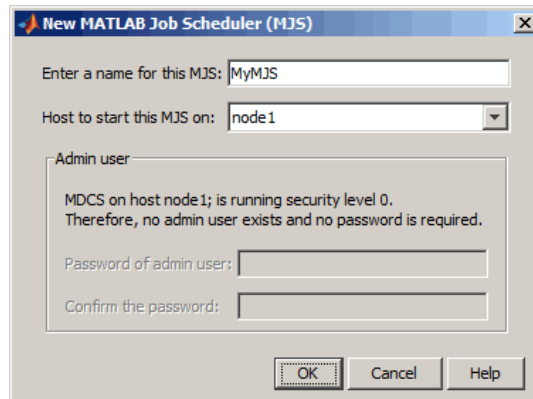 New MATLAB Job Scheduler (MJS)
Enter a name for this MJS: MyMJS
Host to start this MJS on: node1
Admin user
MDCS on host node1; is running security level 0.
Therefore, no admin user exists and no password is required.
Password of admin user:
Confirm the password:
OK Cancel Help